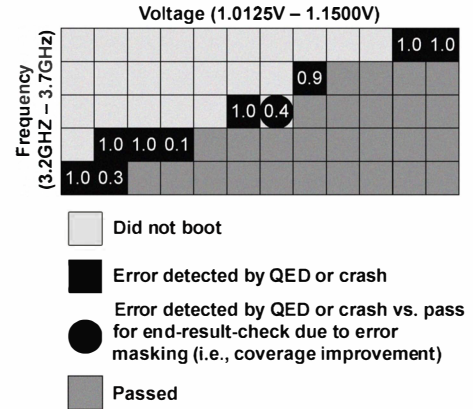 Voltage (1.0125V – 1.1500V)
Frequency
(3.2GHZ – 3.7GHz)
1.0 1.0
0.9
1.0 0.4
1.0 1.0 0.1
1.0 0.3
Did not boot
Error detected by QED or crash
Error detected by QED or crash vs. pass
for end-result-check due to error
masking (i.e., coverage improvement)
Passed